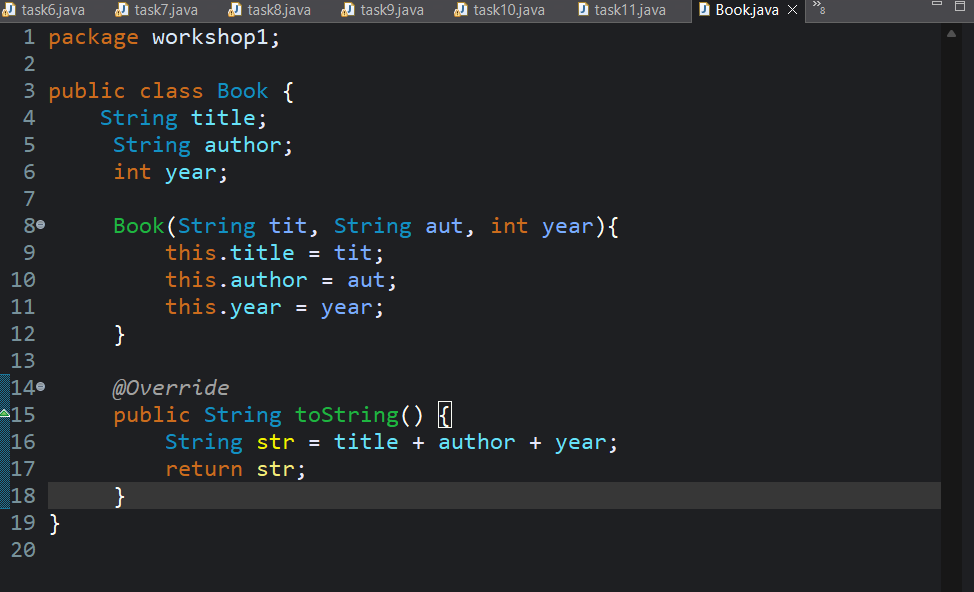 task6.java task7.java task8.java task9.java task10.java task11.java Book.java »8
1 package workshop1;
2
3 public class Book {
4     String title;
5      String author;
6      int year;
7
8      Book(String tit, String aut, int year){
9          this.title = tit;
10          this.author = aut;
11          this.year = year;
12      }
13
14      @Override
15      public String toString() {
16          String str = title + author + year;
17          return str;
18      }
19 }
20